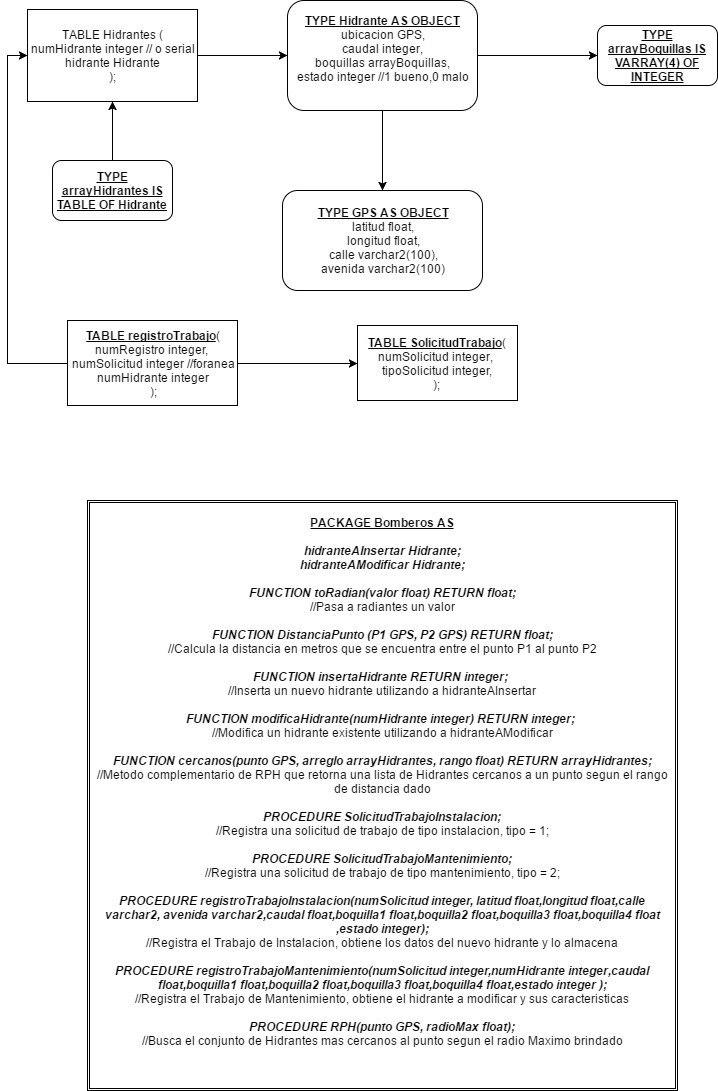 TABLE Hidrantes (
numHidrante integer // o serial
hidrante Hidrante
);
TYPE Hidrante AS OBJECT
ubicacion GPS,
caudal integer,
boquillas arrayBoquillas,
estado integer //1 bueno,0 malo
TYPE
arrayBoquillas IS
VARRAY(4) OF
INTEGER
TYPE
arrayHidrantes IS
TABLE OF Hidrante
TYPE GPS AS OBJECT
latitud float,
longitud float,
calle varchar2(100),
avenida varchar2(100)
TABLE registroTrabajo(
numRegistro integer,
numSolicitud integer //foranea
numHidrante integer
);
TABLE SolicitudTrabajo(
numSolicitud integer,
tipoSolicitud integer,
);
PACKAGE Bomberos AS
hidranteAInsertar Hidrante;
hidranteAModificar Hidrante;
FUNCTION toRadian(valor float) RETURN float;
//Pasa a radiantes un valor
FUNCTION DistanciaPunto (P1 GPS, P2 GPS) RETURN float;
//Calcula la distancia en metros que se encuentra entre el punto P1 al punto P2
FUNCTION insertaHidrante RETURN integer;
//Inserta un nuevo hidrante utilizando a hidranteAInsertar
FUNCTION modificaHidrante(numHidrante integer) RETURN integer;
//Modifica un hidrante existente utilizando a hidranteAModificar
FUNCTION cercanos(punto GPS, arreglo arrayHidrantes, rango float) RETURN arrayHidrantes;
//Metodo complementario de RPH que retorna una lista de Hidrantes cercanos a un punto segun el rango
de distancia dado
PROCEDURE SolicitudTrabajoInstalacion;
//Registra una solicitud de trabajo de tipo instalacion, tipo = 1;
PROCEDURE SolicitudTrabajoMantenimiento;
//Registra una solicitud de trabajo de tipo mantenimiento, tipo = 2;
PROCEDURE registroTrabajoInstalacion(numSolicitud integer, latitud float,longitud float,calle
varchar2, avenida varchar2,caudal float,boquilla1 float,boquilla2 float,boquilla3 float,boquilla4 float
,estado integer);
//Registra el Trabajo de Instalacion, obtiene los datos del nuevo hidrante y lo almacena
PROCEDURE registroTrabajoMantenimiento(numSolicitud integer,numHidrante integer,caudal
float,boquilla1 float,boquilla2 float,boquilla3 float,boquilla4 float,estado integer );
//Registra el Trabajo de Mantenimiento, obtiene el hidrante a modificar y sus caracteristicas
PROCEDURE RPH(punto GPS, radioMax float);
//Busca el conjunto de Hidrantes mas cercanos al punto segun el radio Maximo brindado